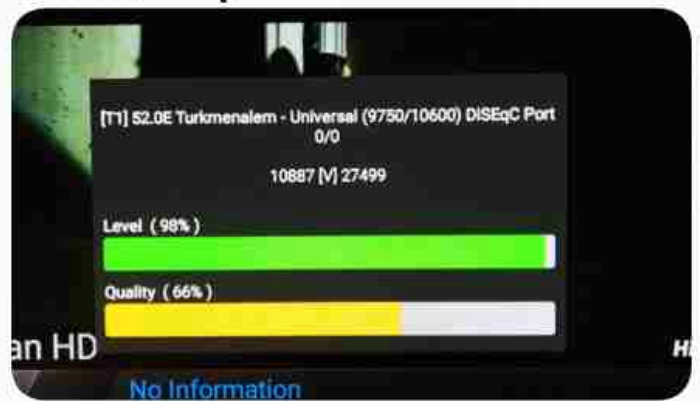 [T1] 52.0E Turkmenalem - Universal (9750/10600) DISEqC Port
0/0
10887 [V] 27499
Level ( 98% )
Quality ( 66% )
an HD
No Information